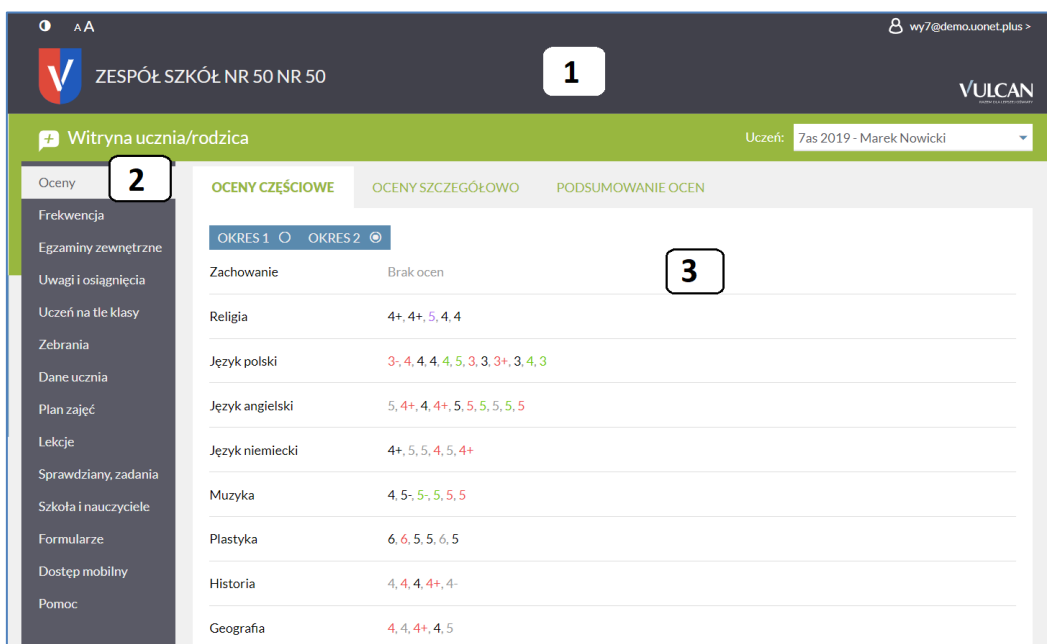 A A
wy7@demo.uonet.plus >
ZESPÓŁ SZKÓŁ NR 50 NR 50
1
VULCAN
Witryna ucznia/rodzica
Uczeń: 7as 2019 - Marek Nowicki
Oceny
2
OCENY CZĘŚCIOWE OCENY SZCZEGÓŁOWO PODSUMOWANIE OCEN
Frekwencja
Egzaminy zewnętrzne
Uwagi i osiągnięcia
Uczeń na tle klasy
Zebrania
Dane ucznia
Plan zajęć
Lekcje
Sprawdziany, zadania
Szkoła i nauczyciele
Formularze
Dostęp mobilny
Pomoc
OKRES 1 OKRES 2
3
Zachowanie Brak ocen
Religia 4+, 4+, 5, 4, 4
Język polski 3-, 4, 4, 4, 4, 5, 3, 3, 3+, 3, 4, 3
Język angielski 5, 4+, 4, 4+, 5, 5, 5, 5, 5, 5
Język niemiecki 4+, 5, 5, 4, 5, 4+
Muzyka 4, 5-, 5-, 5, 5, 5
Plastyka 6, 6, 5, 5, 6, 5
Historia 4, 4, 4, 4+, 4-
Geografia 4, 4, 4+, 4, 5